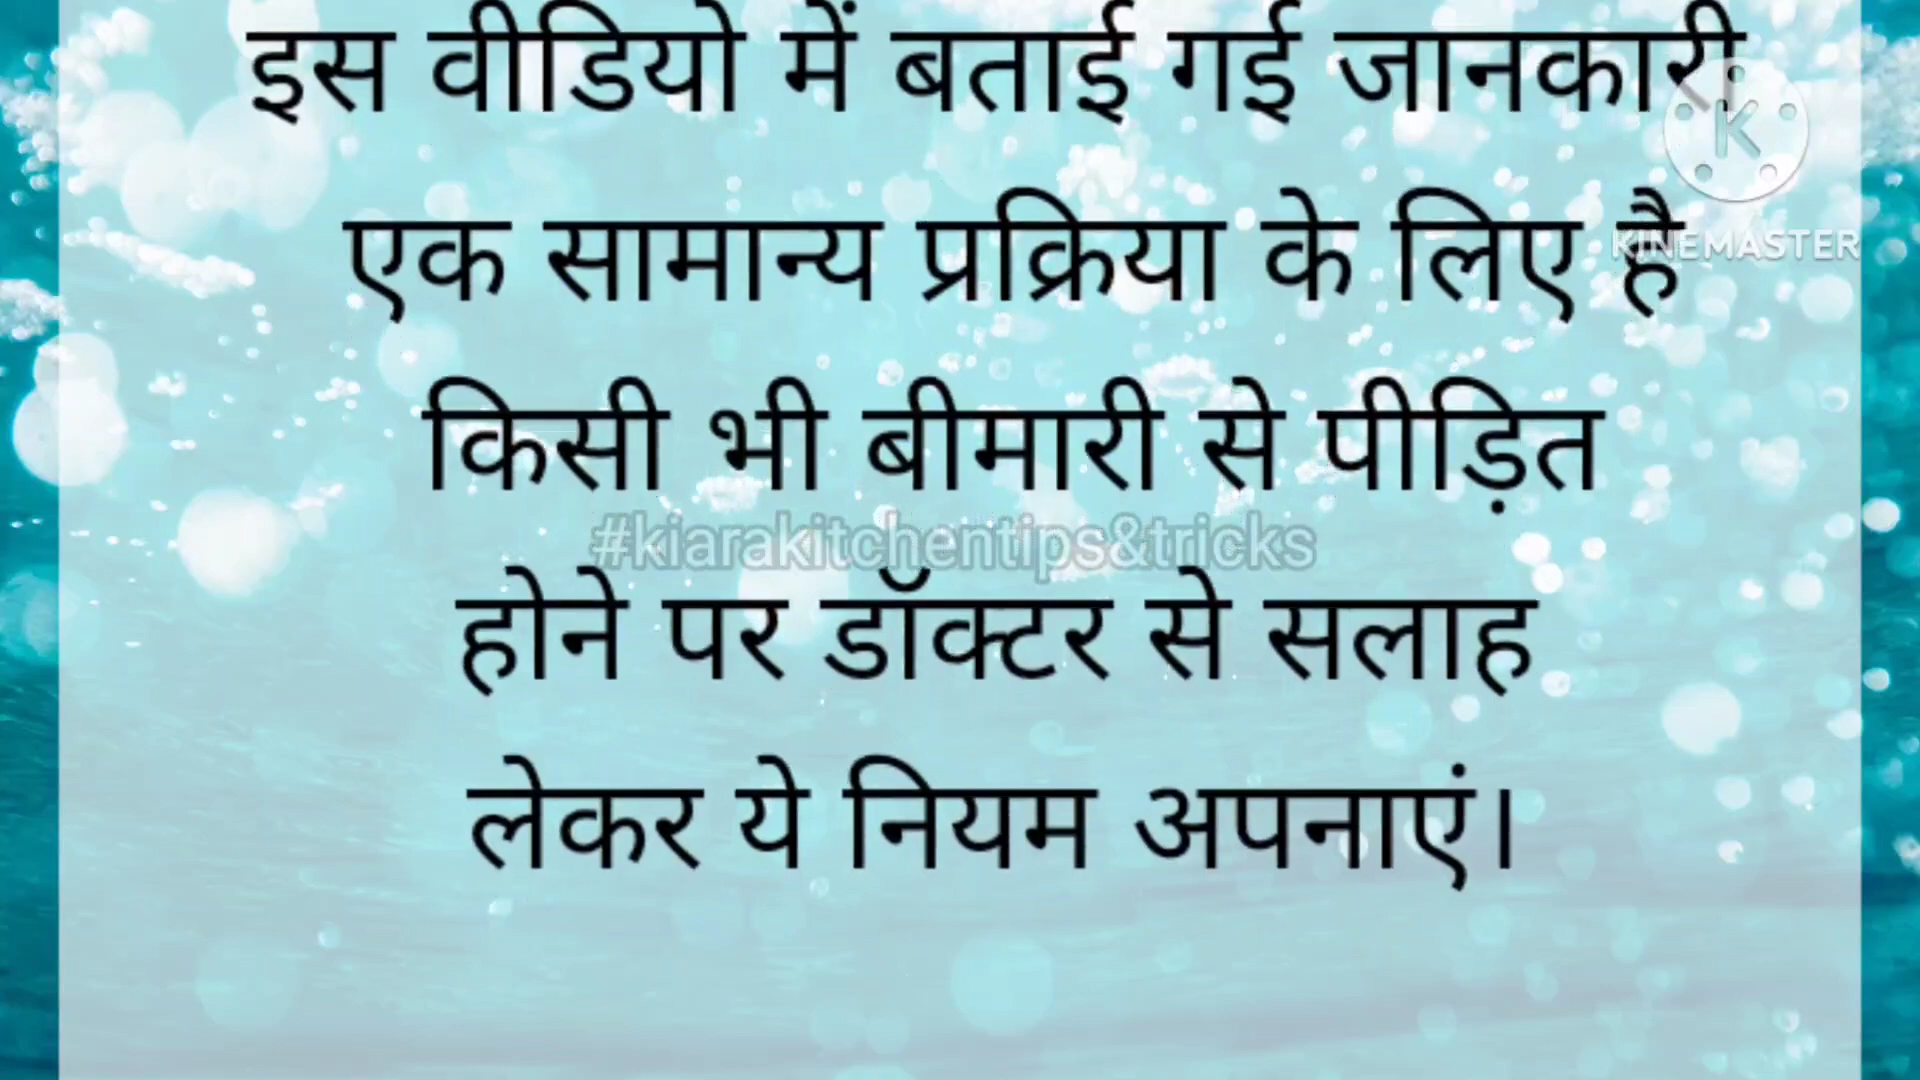 इस वीडियो में बताई गई जानकारी
K
एक सामान्य प्रक्रिया के लिए है
KINEMASTER
किसी भी बीमारी से पीड़ित
#kiarakitchentips&tricks
होने पर डॉक्टर से सलाह
लेकर ये नियम अपनाएं।